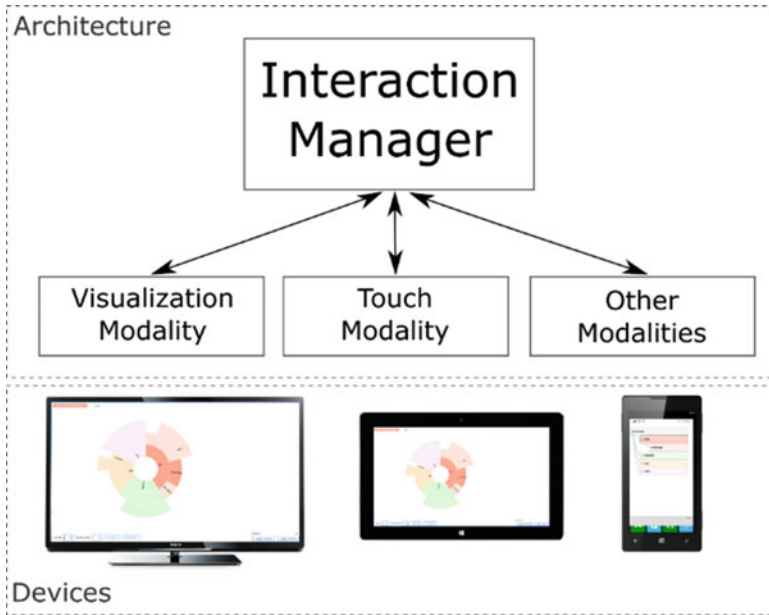 Architecture
Interaction
Manager
Visualization
Modality
Touch
Modality
Other
Modalities
Devices